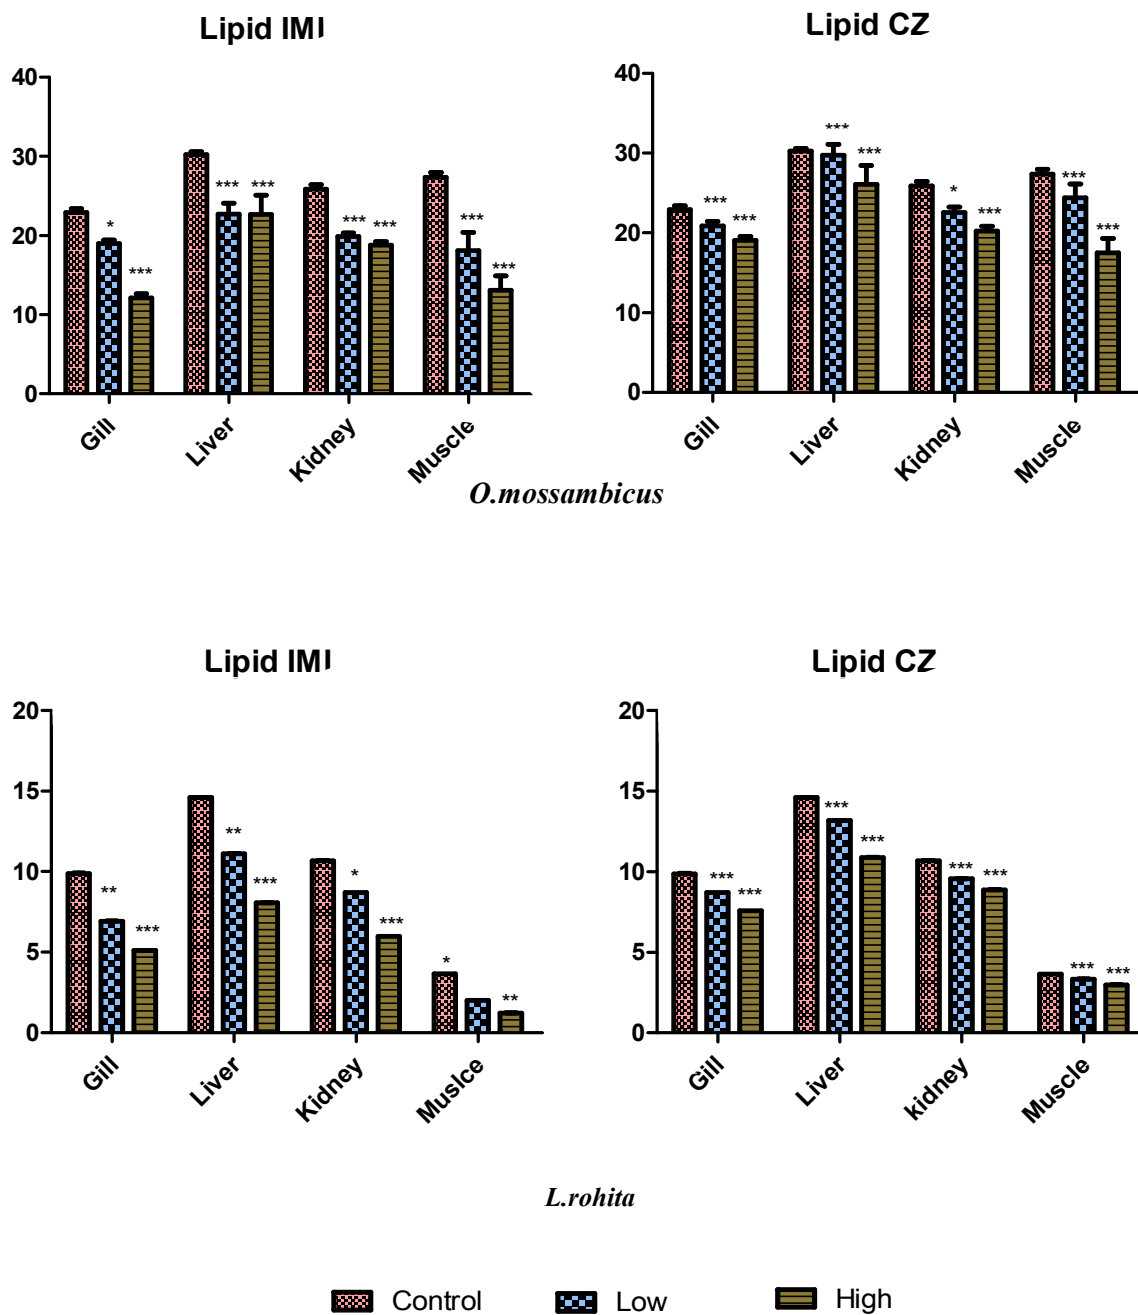 Lipid IMI
Lipid CZ
40
30
20
10
0
* *** *** *** *** *** *** ***
Gill Liver Kidney Muscle
40
30
20
10
0
*** *** *** *** * *** *** ***
Gill Liver Kidney Muscle
O.mossambicus
Lipid IMI
Lipid CZ
20
15
10
5
0
** *** ** *** * *** * **
Gill Liver Kidney Muslce
20
15
10
5
0
*** *** *** *** *** *** *** ***
Gill Liver kidney Muscle
L.rohita
Control Low High